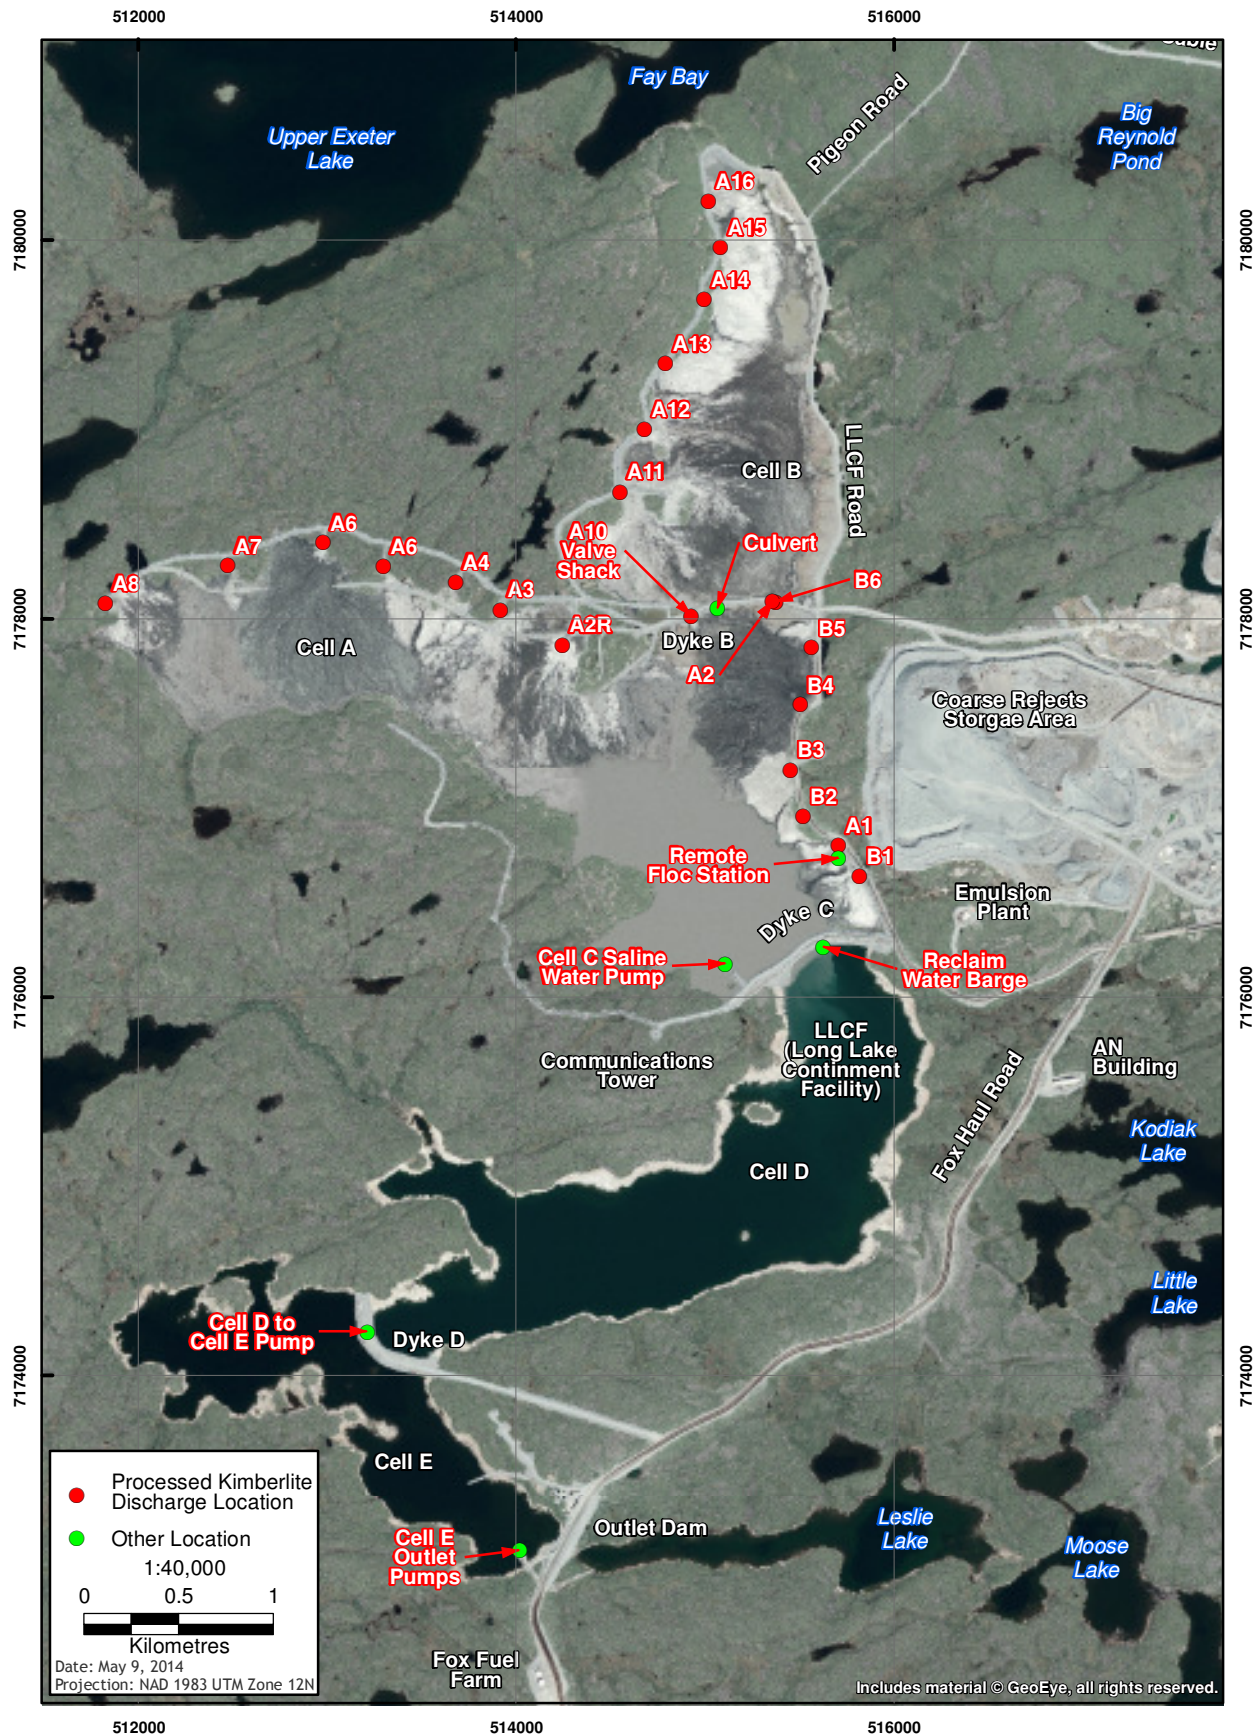 512000
514000
516000
Cable
Fay Bay
Upper Exeter
Lake
Big
Reynold
Pond
Pigeon Road
A16
7180000
7180000
A15
A14
A13
A12
LLCF Road
A11
Cell B
A10
Valve
Shack
Culvert
A6
A7
A6
A4
A3
A8
B6
7178000
7178000
A2R
Dyke B
B5
Cell A
A2
B4
Coarse Rejects
Storgae Area
B3
B2
A1
Remote
Floc Station
B1
Emulsion
Plant
Dyke C
Cell C Saline
Water Pump
Reclaim
Water Barge
7176000
7176000
LLCF
(Long Lake
Continment
Facility)
Communications
Tower
AN
Building
Fox Haul Road
Kodiak
Lake
Cell D
Little
Lake
Cell D to
Cell E Pump
Dyke D
7174000
7174000
Cell E
Processed Kimberlite
Discharge Location
Other Location
1:40,000
0 0.5 1
Kilometres
Date: May 9, 2014
Projection: NAD 1983 UTM Zone 12N
Outlet Dam
Leslie
Lake
Cell E
Outlet
Pumps
Moose
Lake
Fox Fuel
Farm
Includes material © GeoEye, all rights reserved.
512000
514000
516000